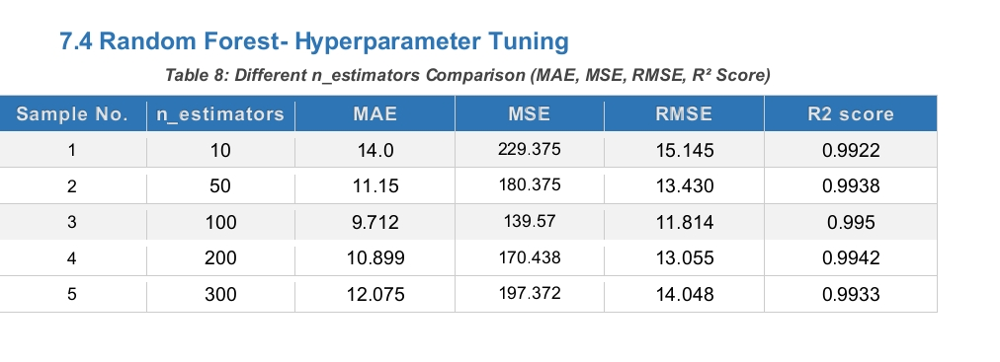 7.4 Random Forest- Hyperparameter Tuning
Table 8: Different n_estimators Comparison (MAE, MSE, RMSE, R² Score)
Sample No. n_estimators MAE MSE RMSE R2 score
1 10 14.0 229.375 15.145 0.9922
2 50 11.15 180.375 13.430 0.9938
3 100 9.712 139.57 11.814 0.995
4 200 10.899 170.438 13.055 0.9942
5 300 12.075 197.372 14.048 0.9933